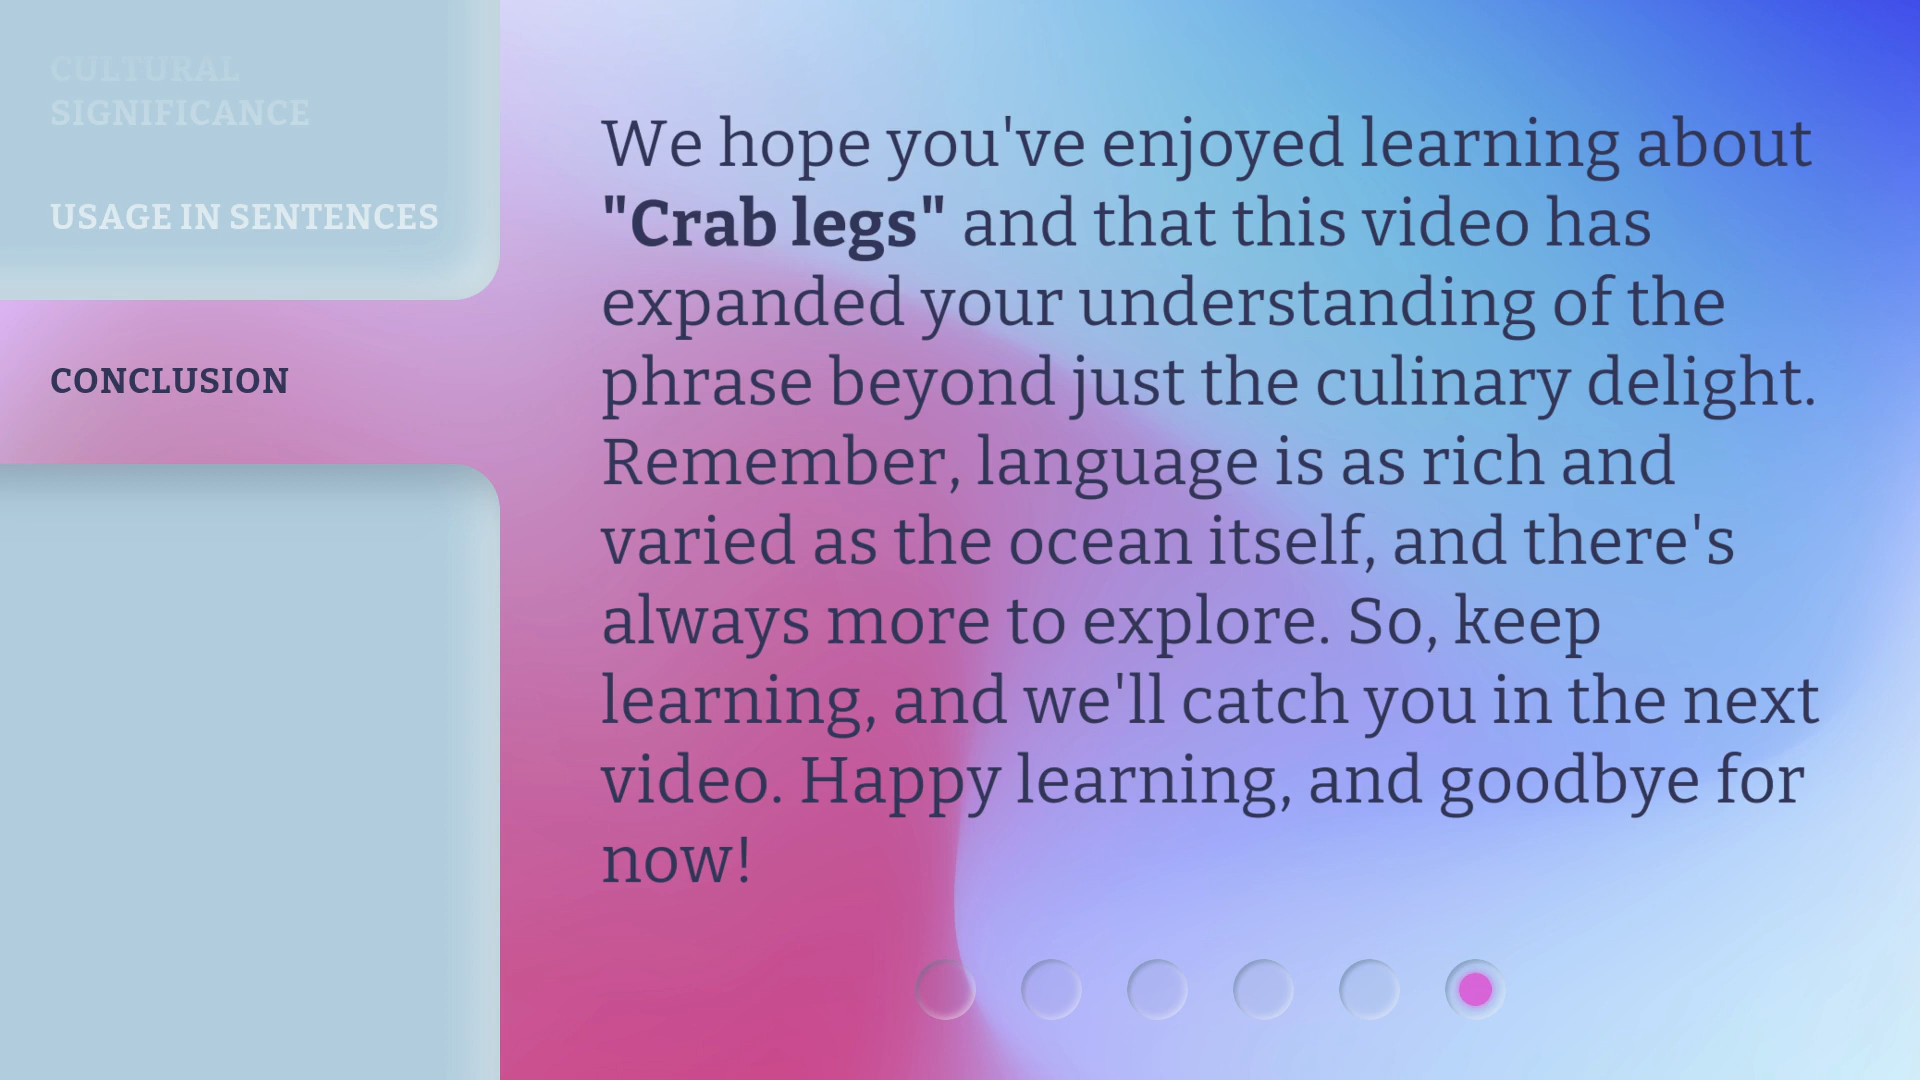 CULTURAL
SIGNIFICANCE
USAGE IN SENTENCES
CONCLUSION
We hope you've enjoyed learning about
"Crab legs" and that this video has
expanded your understanding of the
phrase beyond just the culinary delight.
Remember, language is as rich and
varied as the ocean itself, and there's
always more to explore. So, keep
learning, and we'll catch you in the next
video. Happy learning, and goodbye for
now!